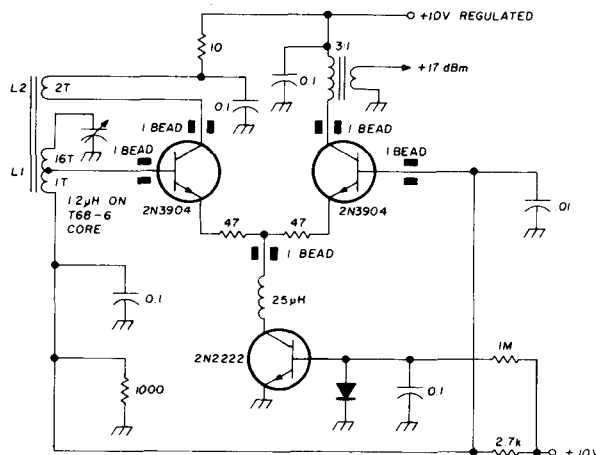 +10V REGULATED
10
3:1
+17 dBm
L2
2T
0.1
0.1
1 BEAD
1 BEAD
16T
1 BEAD
1 BEAD
L1
1T
1.2µH ON
T68-6
CORE
2N3904
2N3904
.01
47
47
1 BEAD
0.1
25µH
2N2222
1M
0.1
1000
2.7k
+10V